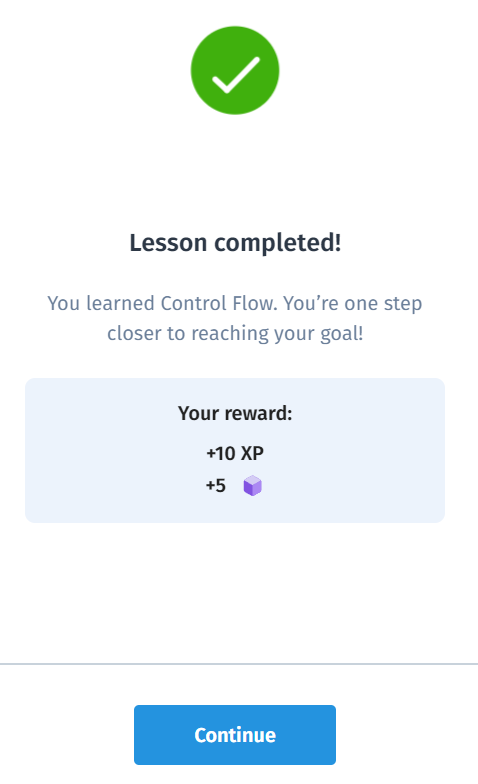 Lesson completed!
You learned Control Flow. You’re one step
closer to reaching your goal!
Your reward:
+10 XP
+5
Continue